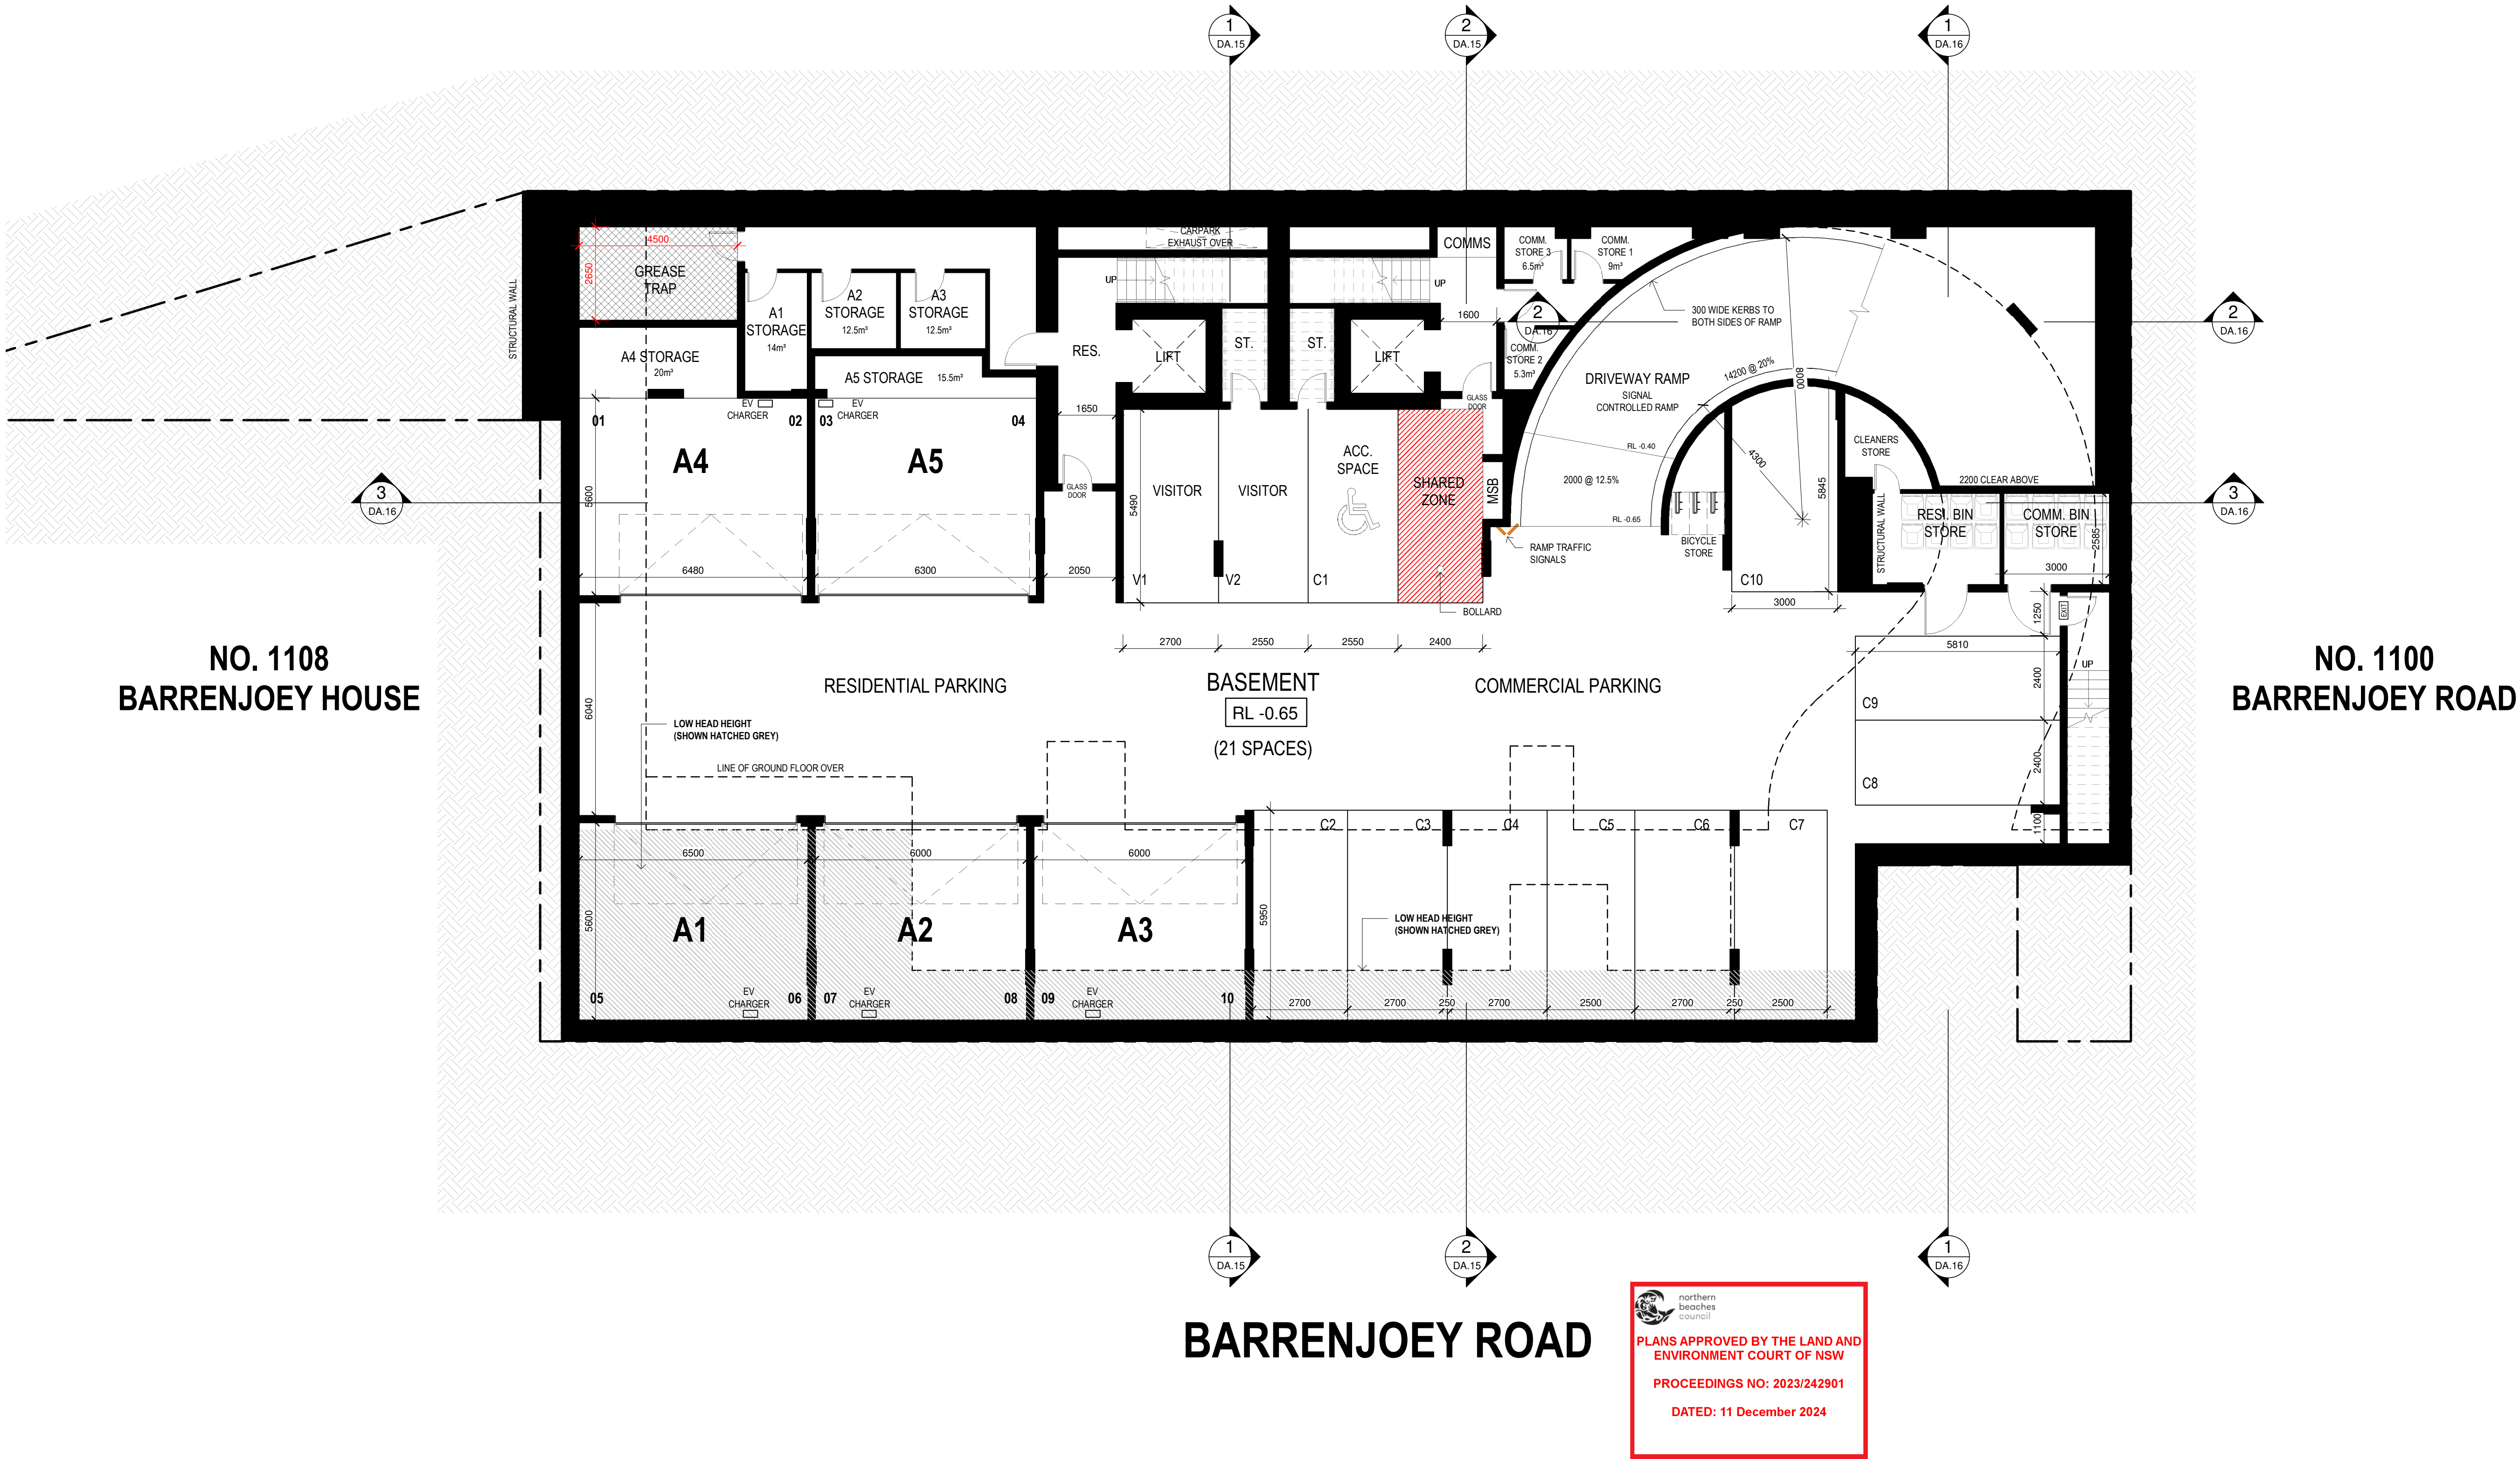 1
DA.15
2
DA.15
1
DA.16
CARPARK
EXHAUST OVER
COMMS
COMM.
STORE 3
6.5m³
COMM.
STORE 1
9m³
4500
2650
GREASE
TRAP
STRUCTURAL WALL
UP
UP
A1
STORAGE
14m³
A2
STORAGE
12.5m³
A3
STORAGE
12.5m³
1600
2
DA.16
300 WIDE KERBS TO
BOTH SIDES OF RAMP
2
DA.16
A4 STORAGE
20m³
A5 STORAGE 15.5m³
RES.
LIFT
ST.
ST.
LIFT
COMM.
STORE 2
5.3m³
DRIVEWAY RAMP
SIGNAL
CONTROLLED RAMP
14200 @ 20%
8000
EV
CHARGER
EV
CHARGER
01
02
03
04
1650
GLASS
DOOR
A4
A5
ACC.
SPACE
RL -0.40
4300
CLEANERS
STORE
3
DA.16
5600
GLASS
DOOR
5490
VISITOR
VISITOR
SHARED
ZONE
MSB
2000 @ 12.5%
5845
2200 CLEAR ABOVE
3
DA.16
RL -0.65
STRUCTURAL WALL
RESI. BIN
STORE
COMM. BIN
STORE
2585
RAMP TRAFFIC
SIGNALS
BICYCLE
STORE
6480
6300
2050
V1
V2
C1
C10
3000
BOLLARD
3000
1250
EXIT
2700
2550
2550
2400
5810
NO. 1108
BARRENJOEY HOUSE
RESIDENTIAL PARKING
BASEMENT
RL -0.65
(21 SPACES)
COMMERCIAL PARKING
6040
C9
2400
UP
NO. 1100
BARRENJOEY ROAD
LOW HEAD HEIGHT
(SHOWN HATCHED GREY)
LINE OF GROUND FLOOR OVER
C8
2400
1100
C2
C3
C4
C5
C6
C7
6500
6000
6000
5600
A1
A2
A3
5950
LOW HEAD HEIGHT
(SHOWN HATCHED GREY)
05
EV
CHARGER
06
07
EV
CHARGER
08
09
EV
CHARGER
10
2700
2700
250
2700
2500
2700
250
2500
1
DA.15
2
DA.15
1
DA.16
BARRENJOEY ROAD
northern
beaches
council
PLANS APPROVED BY THE LAND AND
ENVIRONMENT COURT OF NSW
PROCEEDINGS NO: 2023/242901
DATED: 11 December 2024